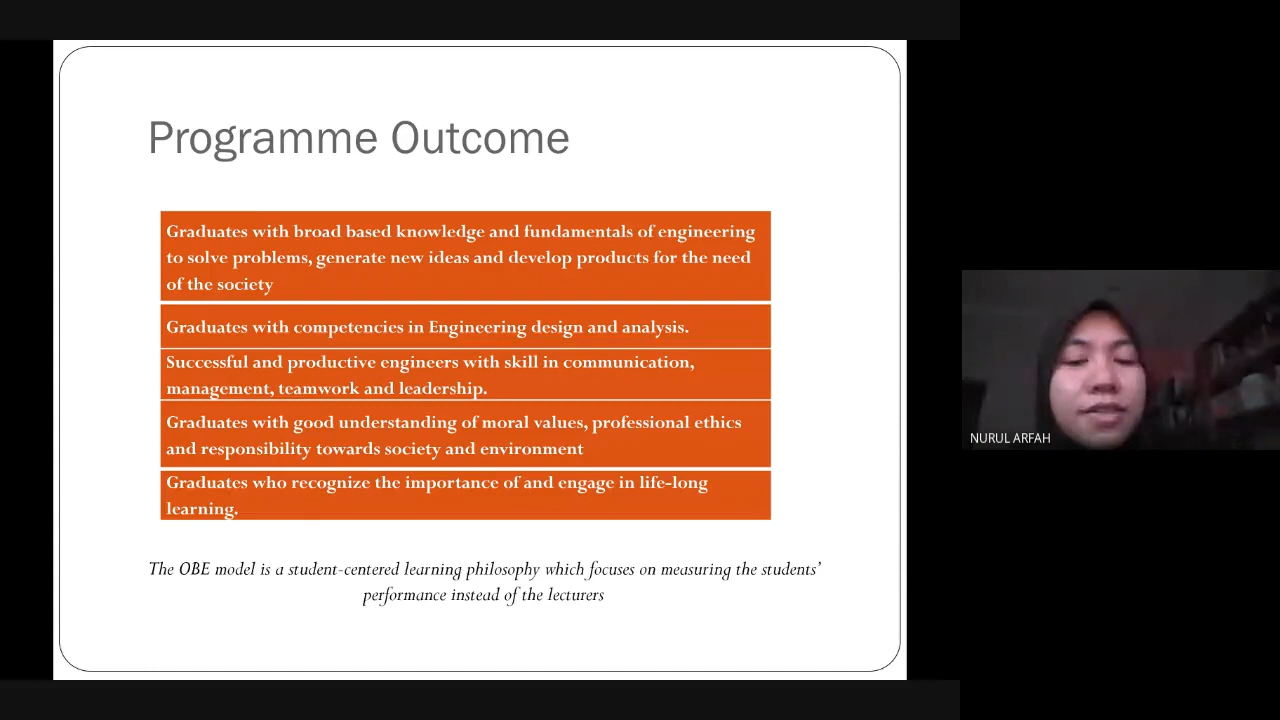 Programme Outcome
Graduates with broad based knowledge and fundamentals of engineering
to solve problems, generate new ideas and develop products for the need
of the society
Graduates with competencies in Engineering design and analysis.
Successful and productive engineers with skill in communication,
management, teamwork and leadership.
Graduates with good understanding of moral values, professional ethics
and responsibility towards society and environment
Graduates who recognize the importance of and engage in life-long
learning.
The OBE model is a student-centered learning philosophy which focuses on measuring the students’
performance instead of the lecturers
NURUL ARFAH